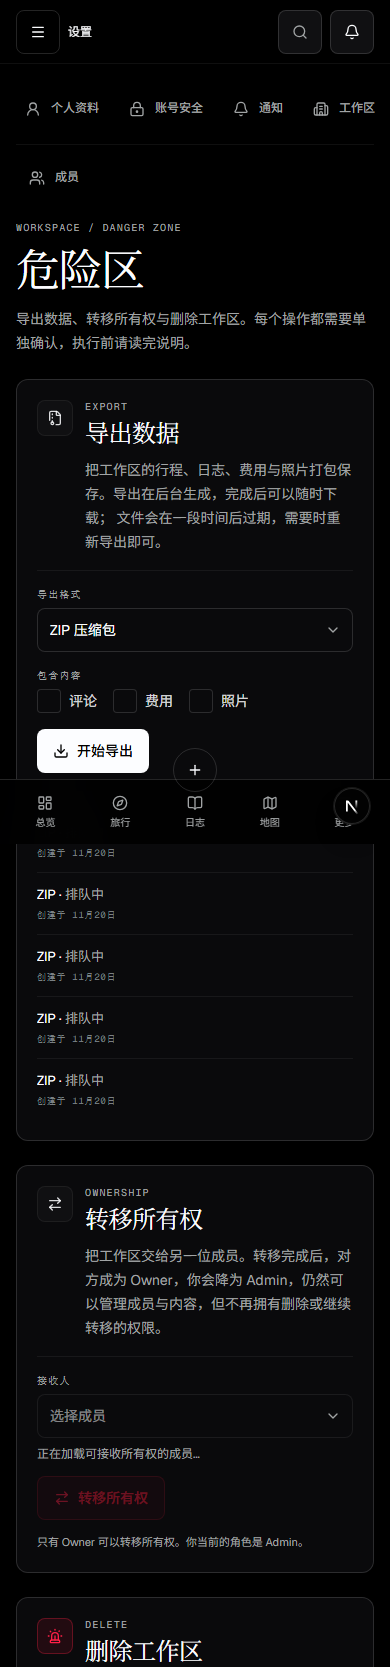 设置
个人资料 账号安全 通知 工作区
成员
WORKSPACE / DANGER ZONE
危险区
导出数据、转移所有权与删除工作区。每个操作都需要单
独确认，执行前请读完说明。
EXPORT
导出数据
把工作区的行程、日志、费用与照片打包保
存。导出在后台生成，完成后可以随时下
载； 文件会在一段时间后过期，需要时重
新导出即可。
导出格式
ZIP 压缩包
包含内容
评论 费用 照片
开始导出
总览 旅行 日志 地图
创建于 11月20日
ZIP · 排队中
创建于 11月20日
ZIP · 排队中
创建于 11月20日
ZIP · 排队中
创建于 11月20日
ZIP · 排队中
创建于 11月20日
OWNERSHIP
转移所有权
把工作区交给另一位成员。转移完成后，对
方成为 Owner，你会降为 Admin，仍然可
以管理成员与内容，但不再拥有删除或继续
转移的权限。
接收人
选择成员
正在加载可接收所有权的成员…
转移所有权
只有 Owner 可以转移所有权。你当前的角色是 Admin。
DELETE
删除工作区